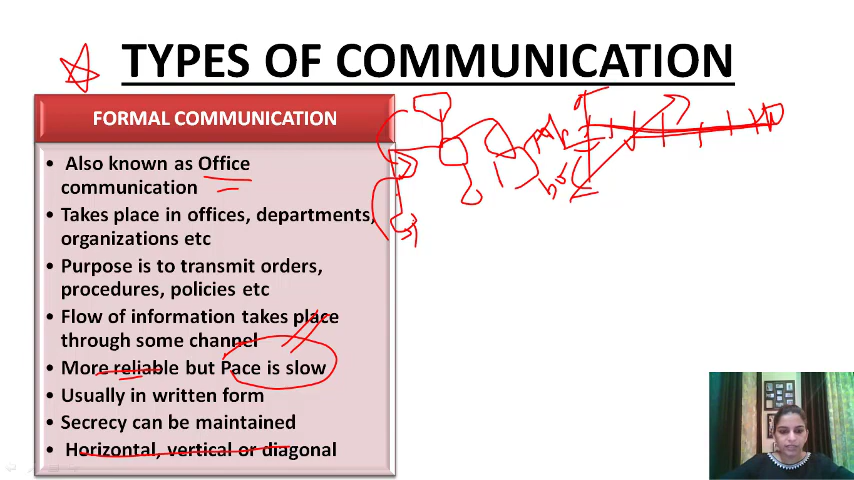 TYPES OF COMMUNICATION
FORMAL COMMUNICATION
• Also known as Office
communication
• Takes place in offices, departments,
organizations etc
• Purpose is to transmit orders,
procedures, policies etc
• Flow of information takes place
through some channel
• More reliable but Pace is slow
• Usually in written form
• Secrecy can be maintained
• Horizontal, vertical or diagonal